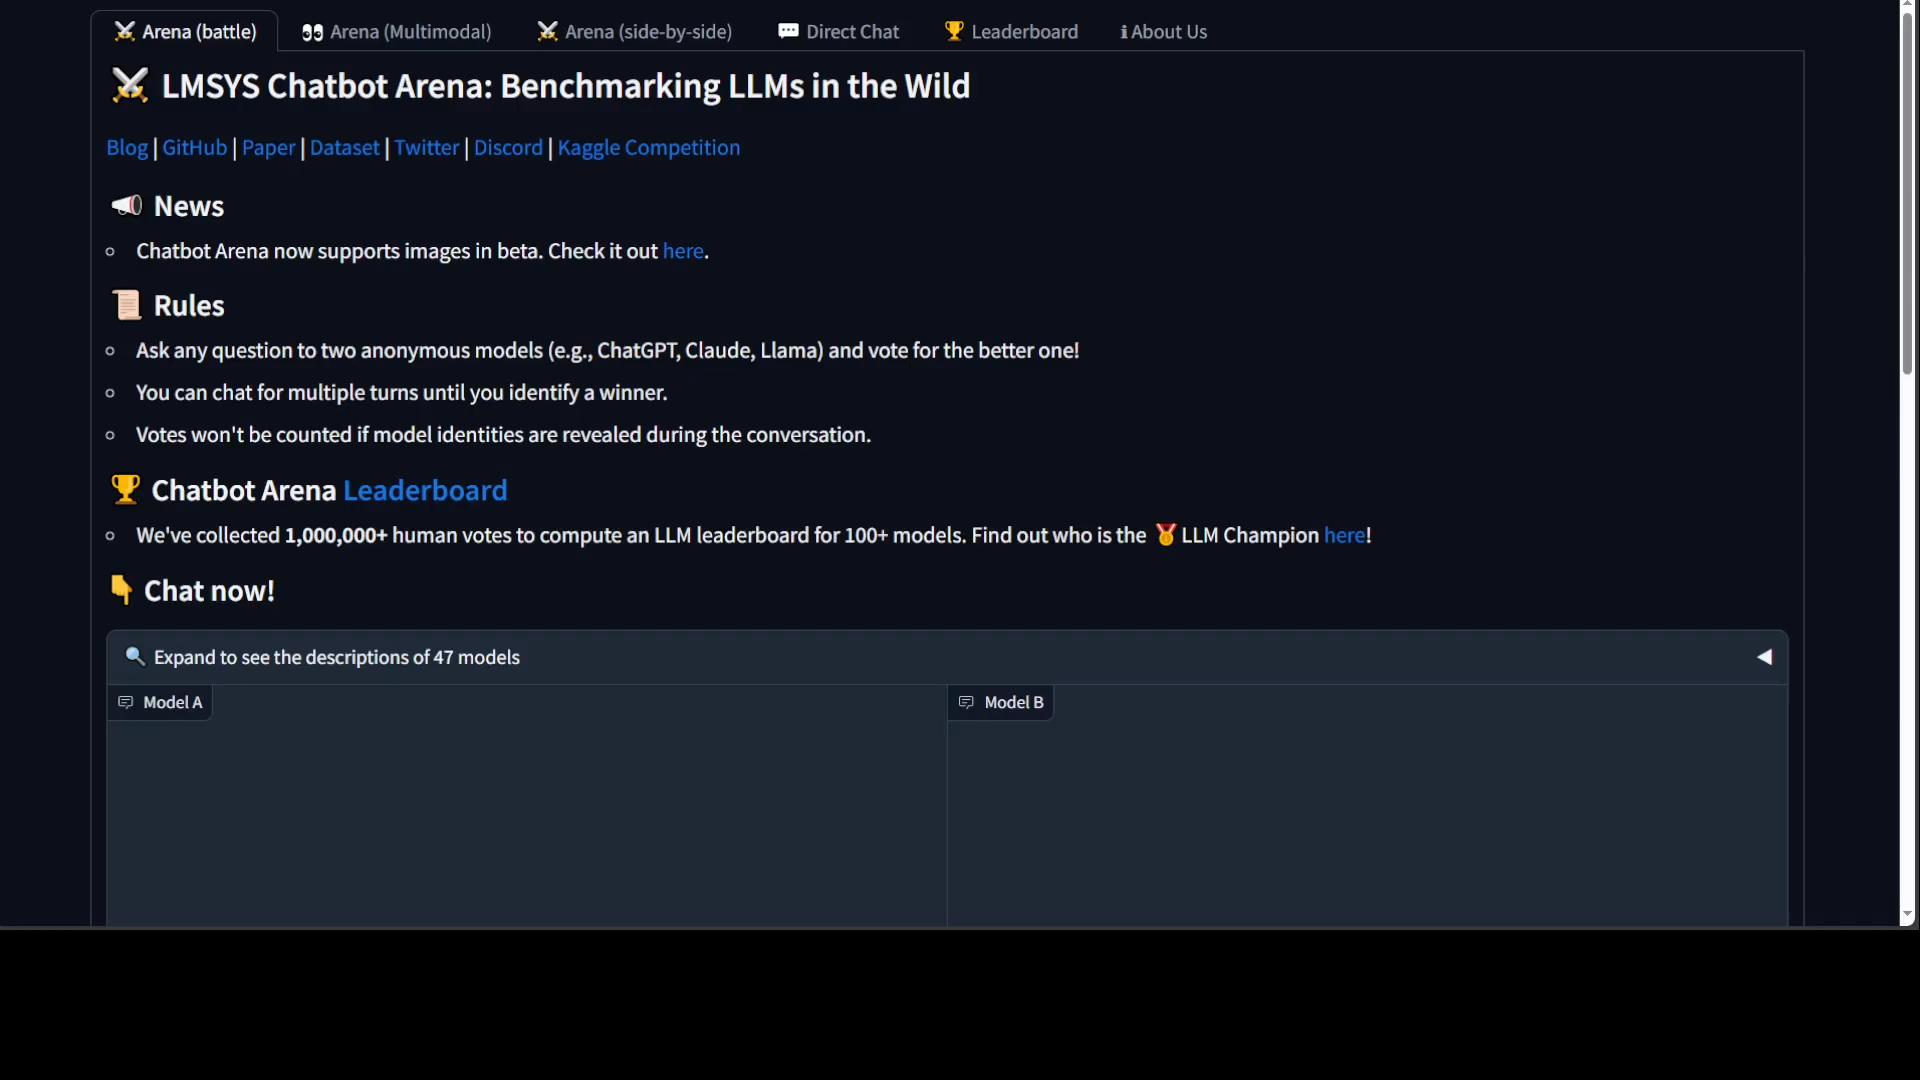 ⚔️ Arena (battle) 👀 Arena (Multimodal) ⚔️ Arena (side-by-side) 💬 Direct Chat 🏆 Leaderboard ℹ️ About Us
⚔️ LMSYS Chatbot Arena: Benchmarking LLMs in the Wild
Blog | GitHub | Paper | Dataset | Twitter | Discord | Kaggle Competition
📣 News
Chatbot Arena now supports images in beta. Check it out here.
📜 Rules
Ask any question to two anonymous models (e.g., ChatGPT, Claude, Llama) and vote for the better one!
You can chat for multiple turns until you identify a winner.
Votes won't be counted if model identities are revealed during the conversation.
🏆 Chatbot Arena Leaderboard
We've collected 1,000,000+ human votes to compute an LLM leaderboard for 100+ models. Find out who is the 🥇LLM Champion here!
👇 Chat now!
🔍 Expand to see the descriptions of 47 models
Model A
Model B